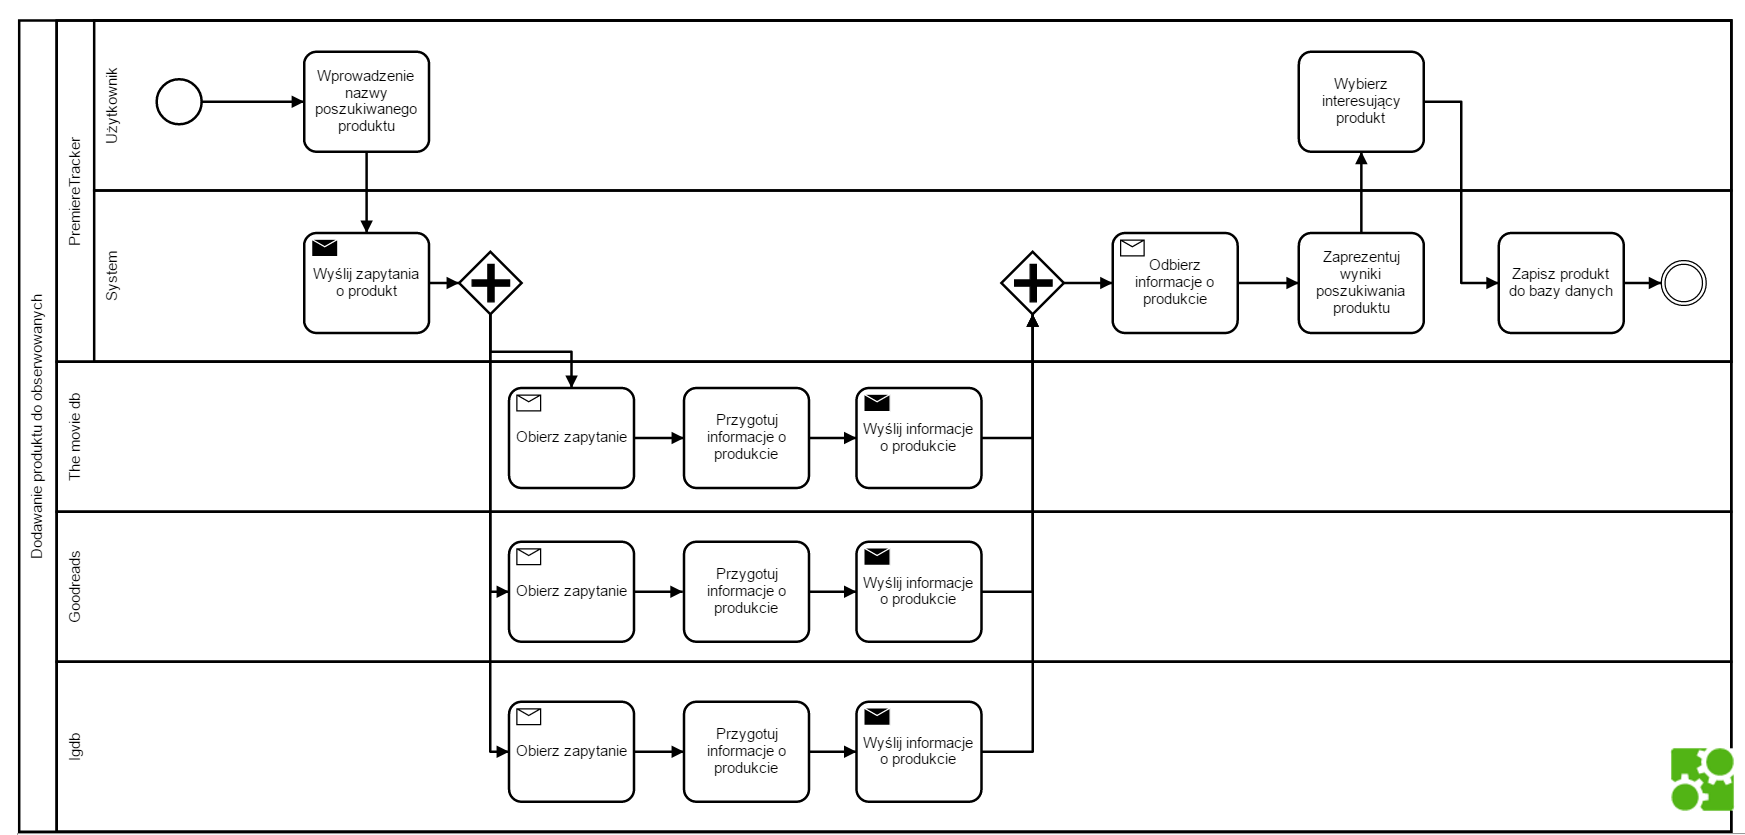 Dodawanie produktu do obserwowanych
PremiereTracker
Użytkownik
Wprowadzenie
nazwy
poszukiwanego
produktu
Wybierz
interesujący
produkt
System
Wyślij zapytania
o produkt
Odbierz
informacje o
produkcie
Zaprezentuj
wyniki
poszukiwania
produktu
Zapisz produkt
do bazy danych
The movie db
Obierz zapytanie
Przygotuj
informacje o
produkcie
Wyślij informacje
o produkcie
Goodreads
Obierz zapytanie
Przygotuj
informacje o
produkcie
Wyślij informacje
o produkcie
Igdb
Obierz zapytanie
Przygotuj
informacje o
produkcie
Wyślij informacje
o produkcie